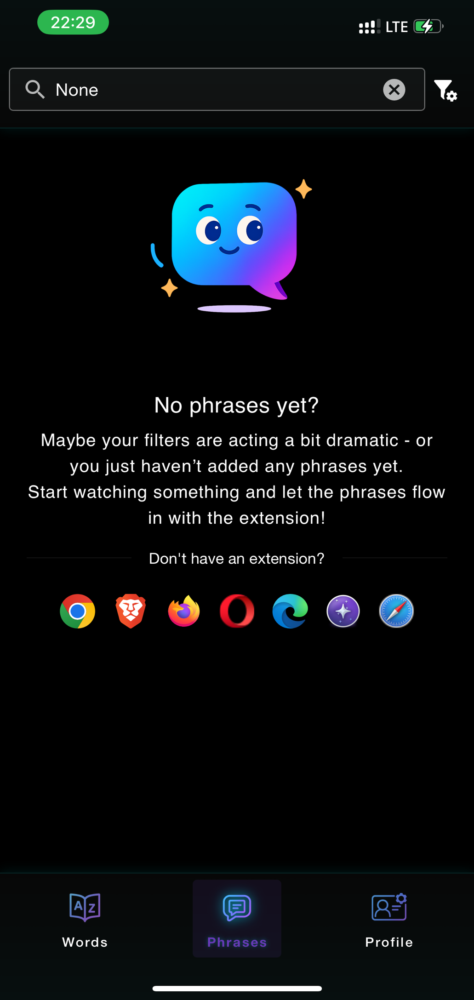 22:29
LTE
None
No phrases yet?
Maybe your filters are acting a bit dramatic - or
you just haven’t added any phrases yet.
Start watching something and let the phrases flow
in with the extension!
Don't have an extension?
A Z
Words
Phrases
Profile